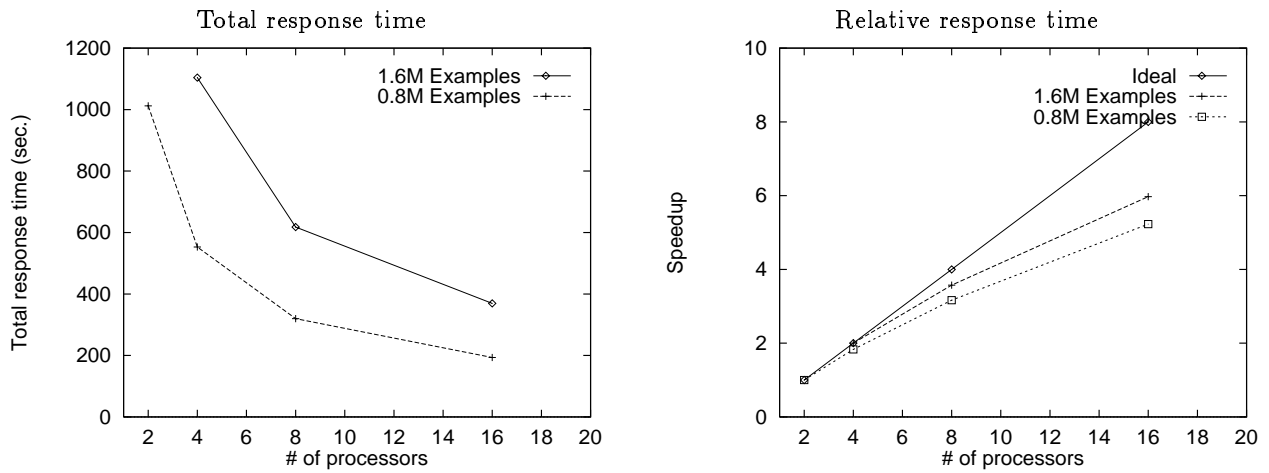 Total response time
Total response time (sec.)
1200
1000
800
600
400
200
0
1.6M Examples
0.8M Examples
2 4 6 8 10 12 14 16 18 20
# of processors
Relative response time
Speedup
10
8
6
4
2
0
Ideal
1.6M Examples
0.8M Examples
2 4 6 8 10 12 14 16 18 20
# of processors